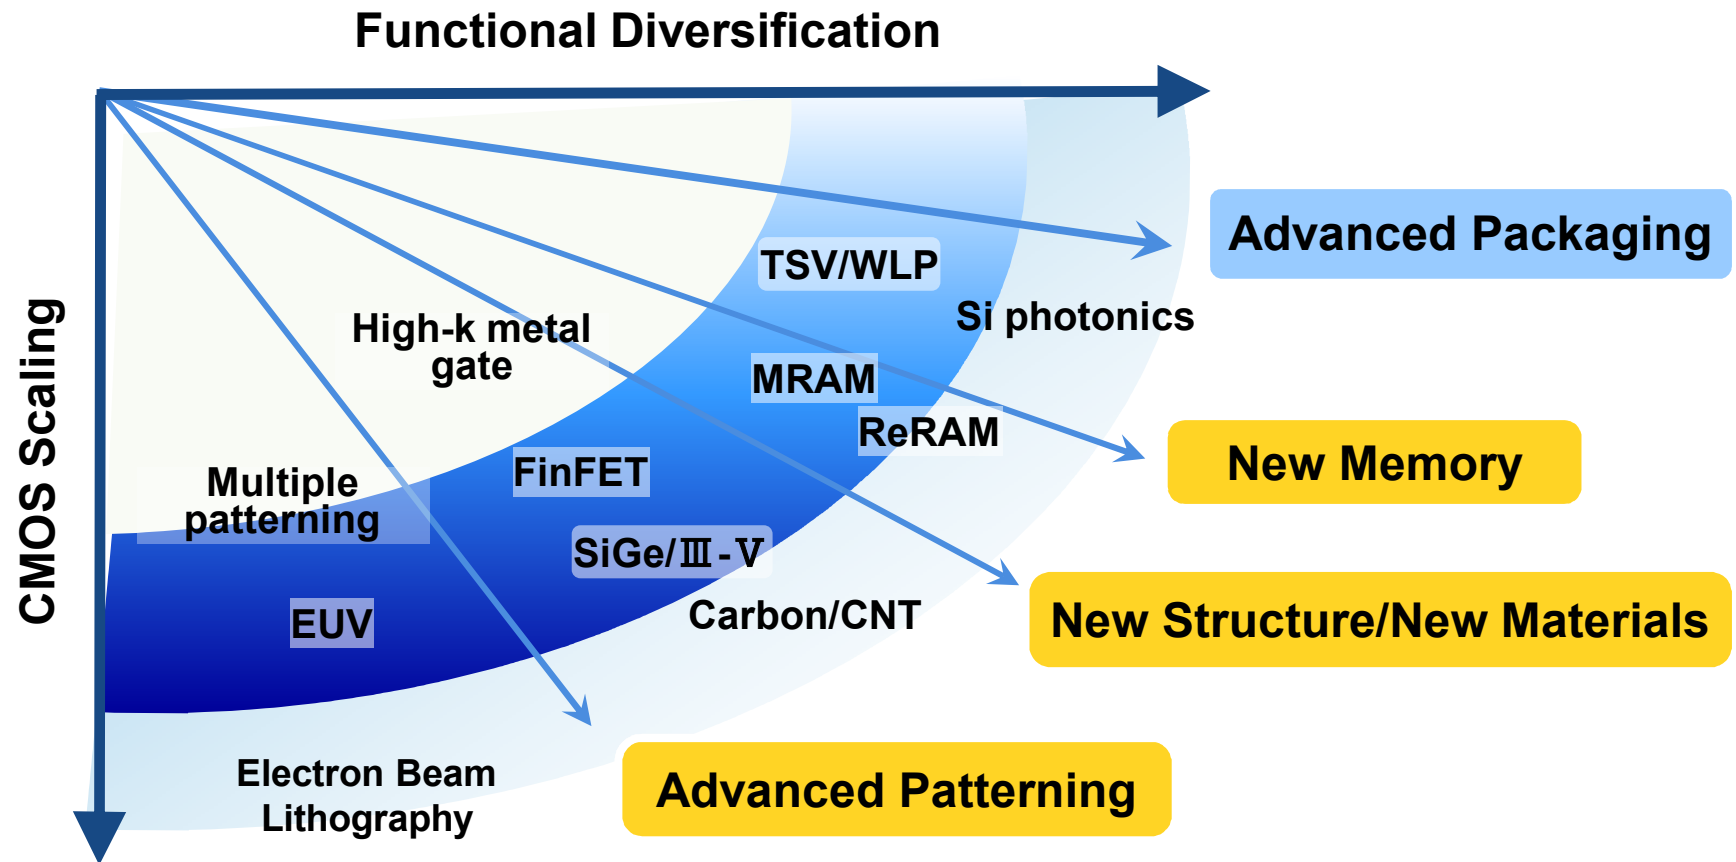 Functional Diversification
CMOS Scaling
Advanced Packaging
TSV/WLP
Si photonics
High-k metal
gate
MRAM
ReRAM
New Memory
FinFET
Multiple
patterning
SiGe/Ⅲ-Ⅴ
New Structure/New Materials
EUV
Carbon/CNT
Electron Beam
Lithography
Advanced Patterning